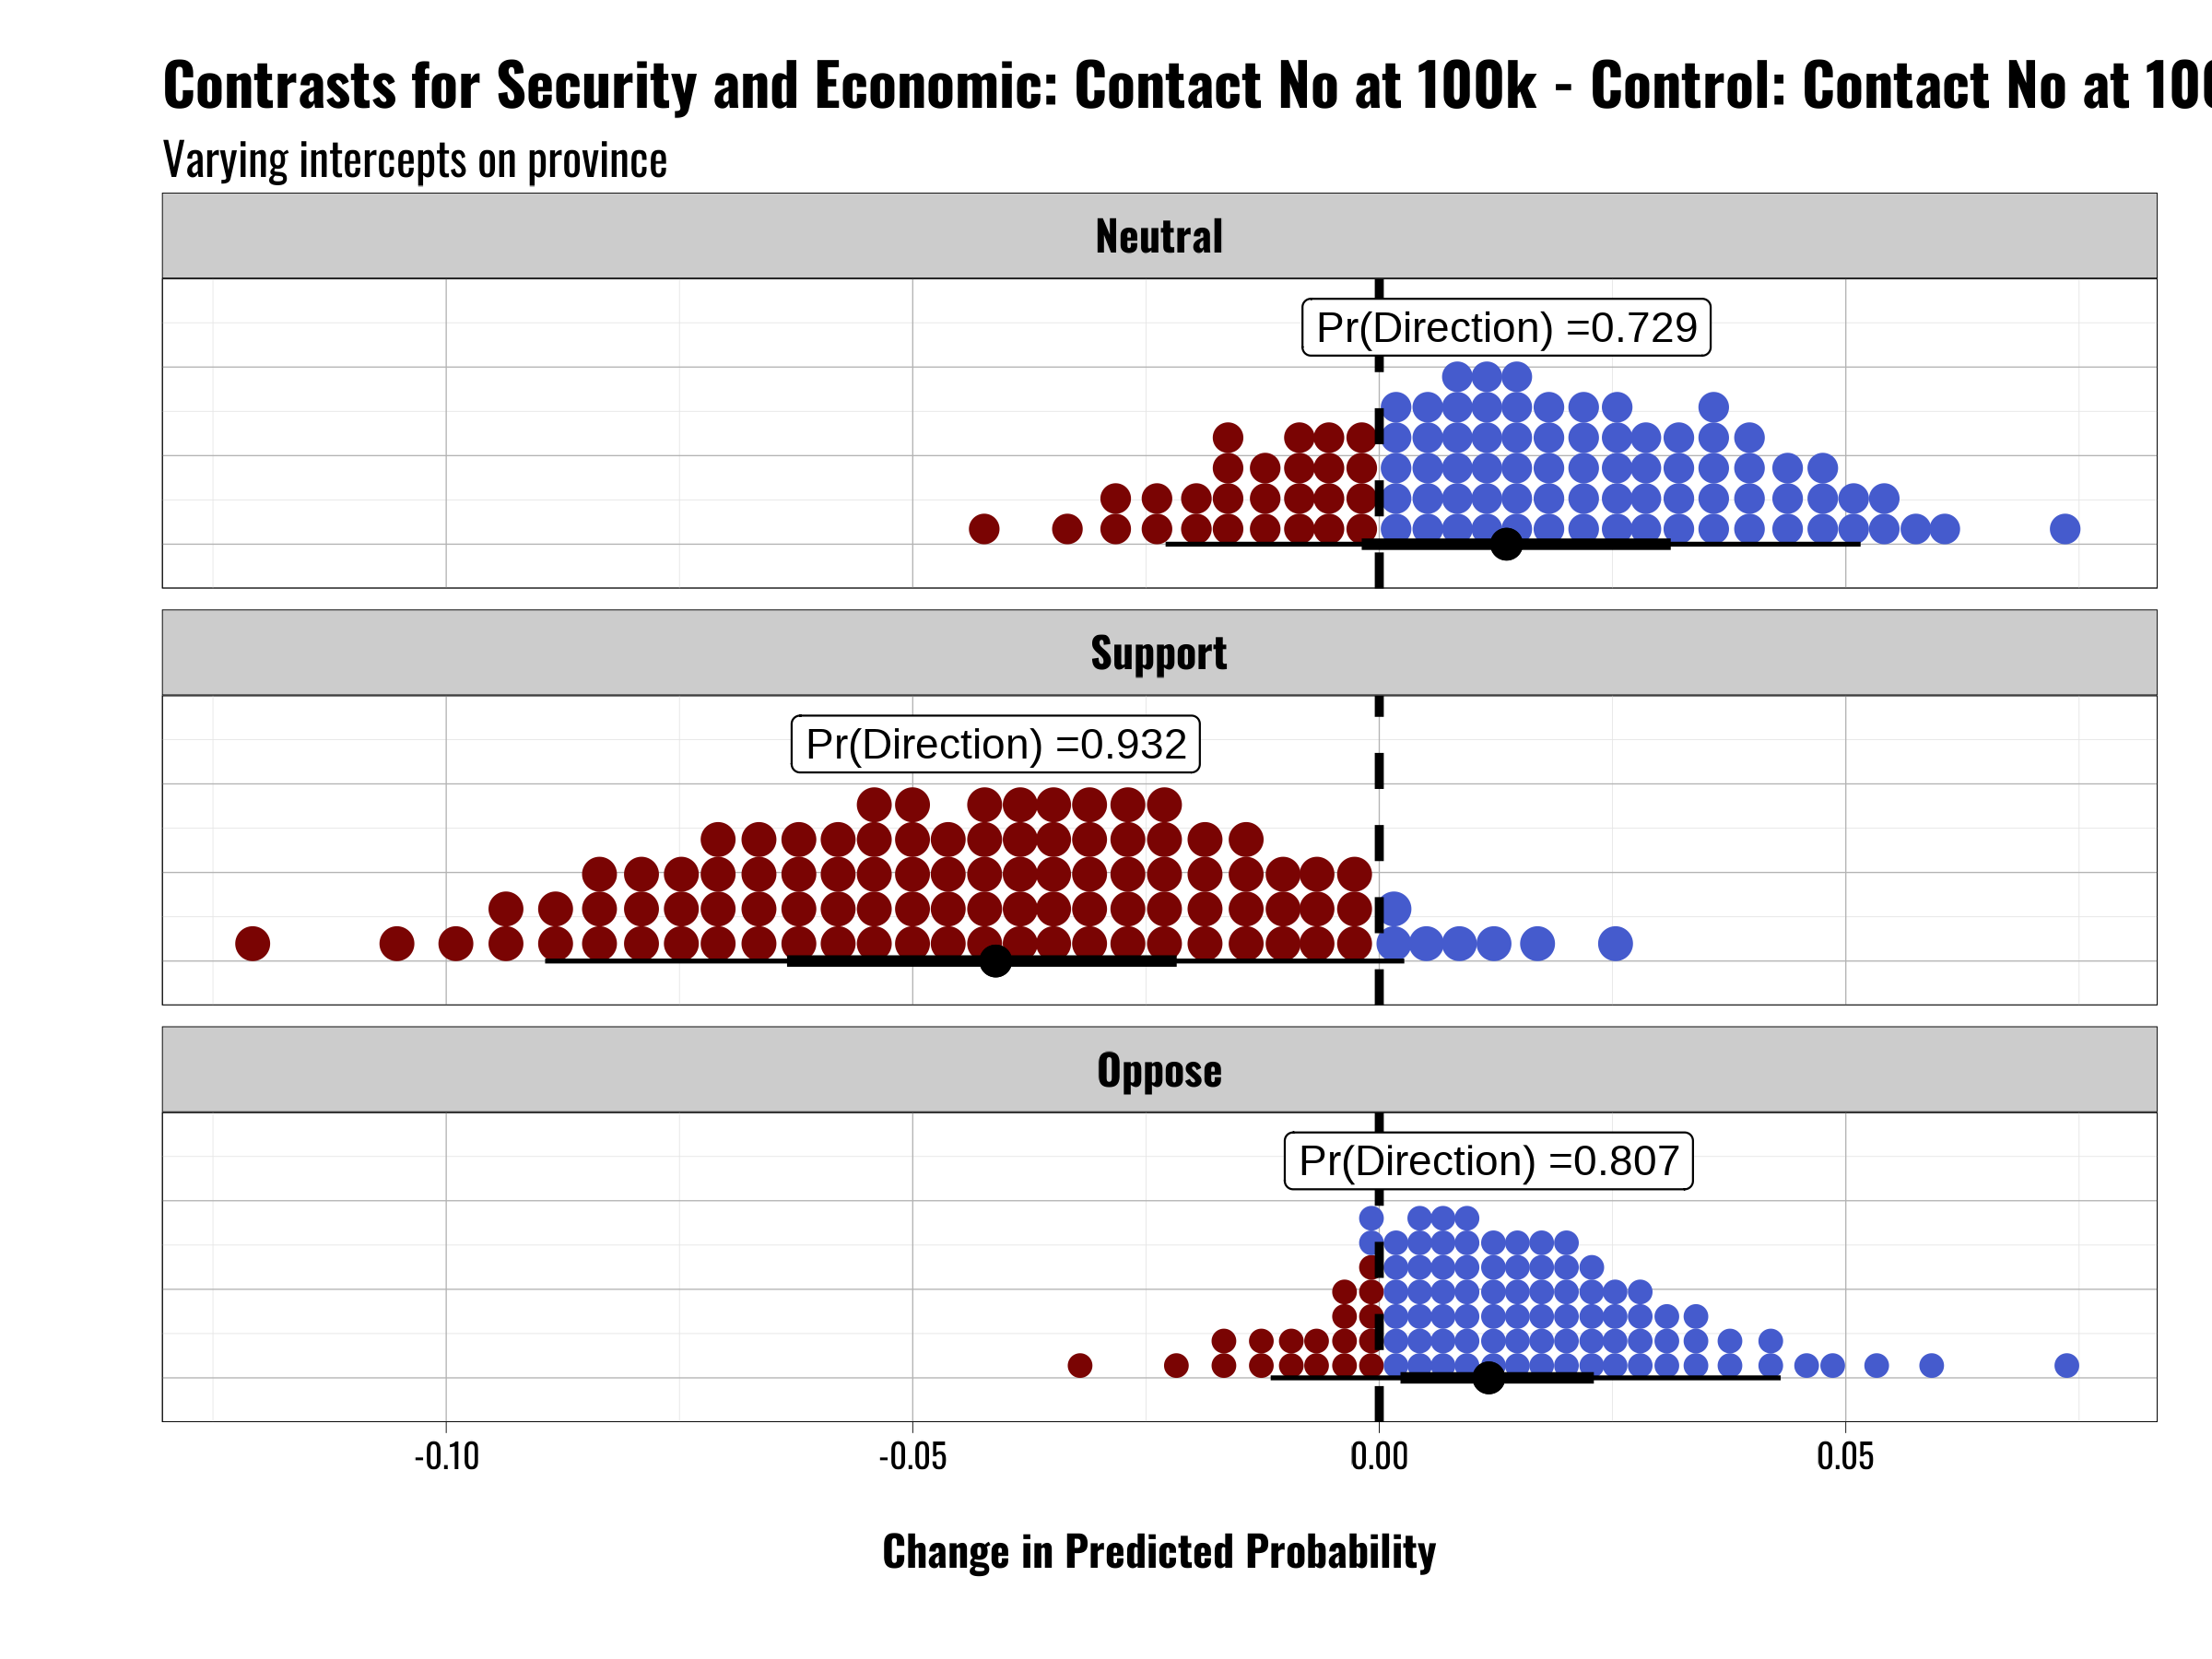 Contrasts for Security and Economic: Contact No at 100k - Control: Contact No at 10
Varying intercepts on province
Neutral
Pr(Direction) =0.729
Support
Pr(Direction) =0.932
Oppose
Pr(Direction) =0.807
-0.10 -0.05 0.00 0.05
Change in Predicted Probability